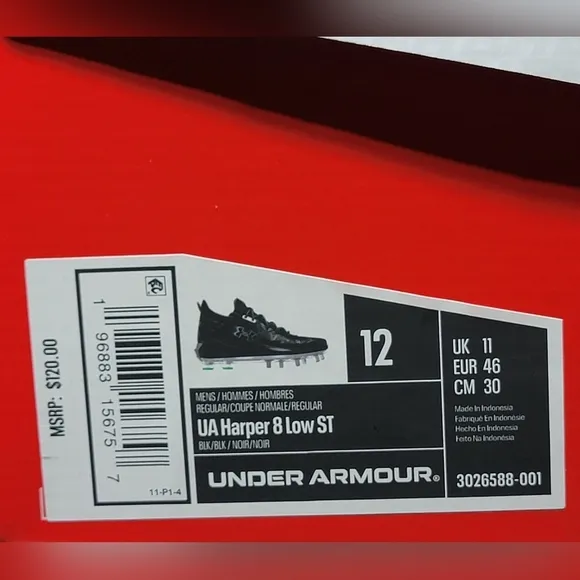 MSRP: $120.00
1 96883 15675 7
11-P1-4
12
MENS / HOMMES / HOMBRES
REGULAR/COUPE NORMALE/REGULAR
UA Harper 8 Low ST
BLK/BLK / NOIR/NOIR
UNDER ARMOUR®
UK 11
EUR 46
CM 30
Made In Indonesia
Fabriqué En Indonésie
Hecho En Indonesia
Feito Na Indonésia
3026588-001